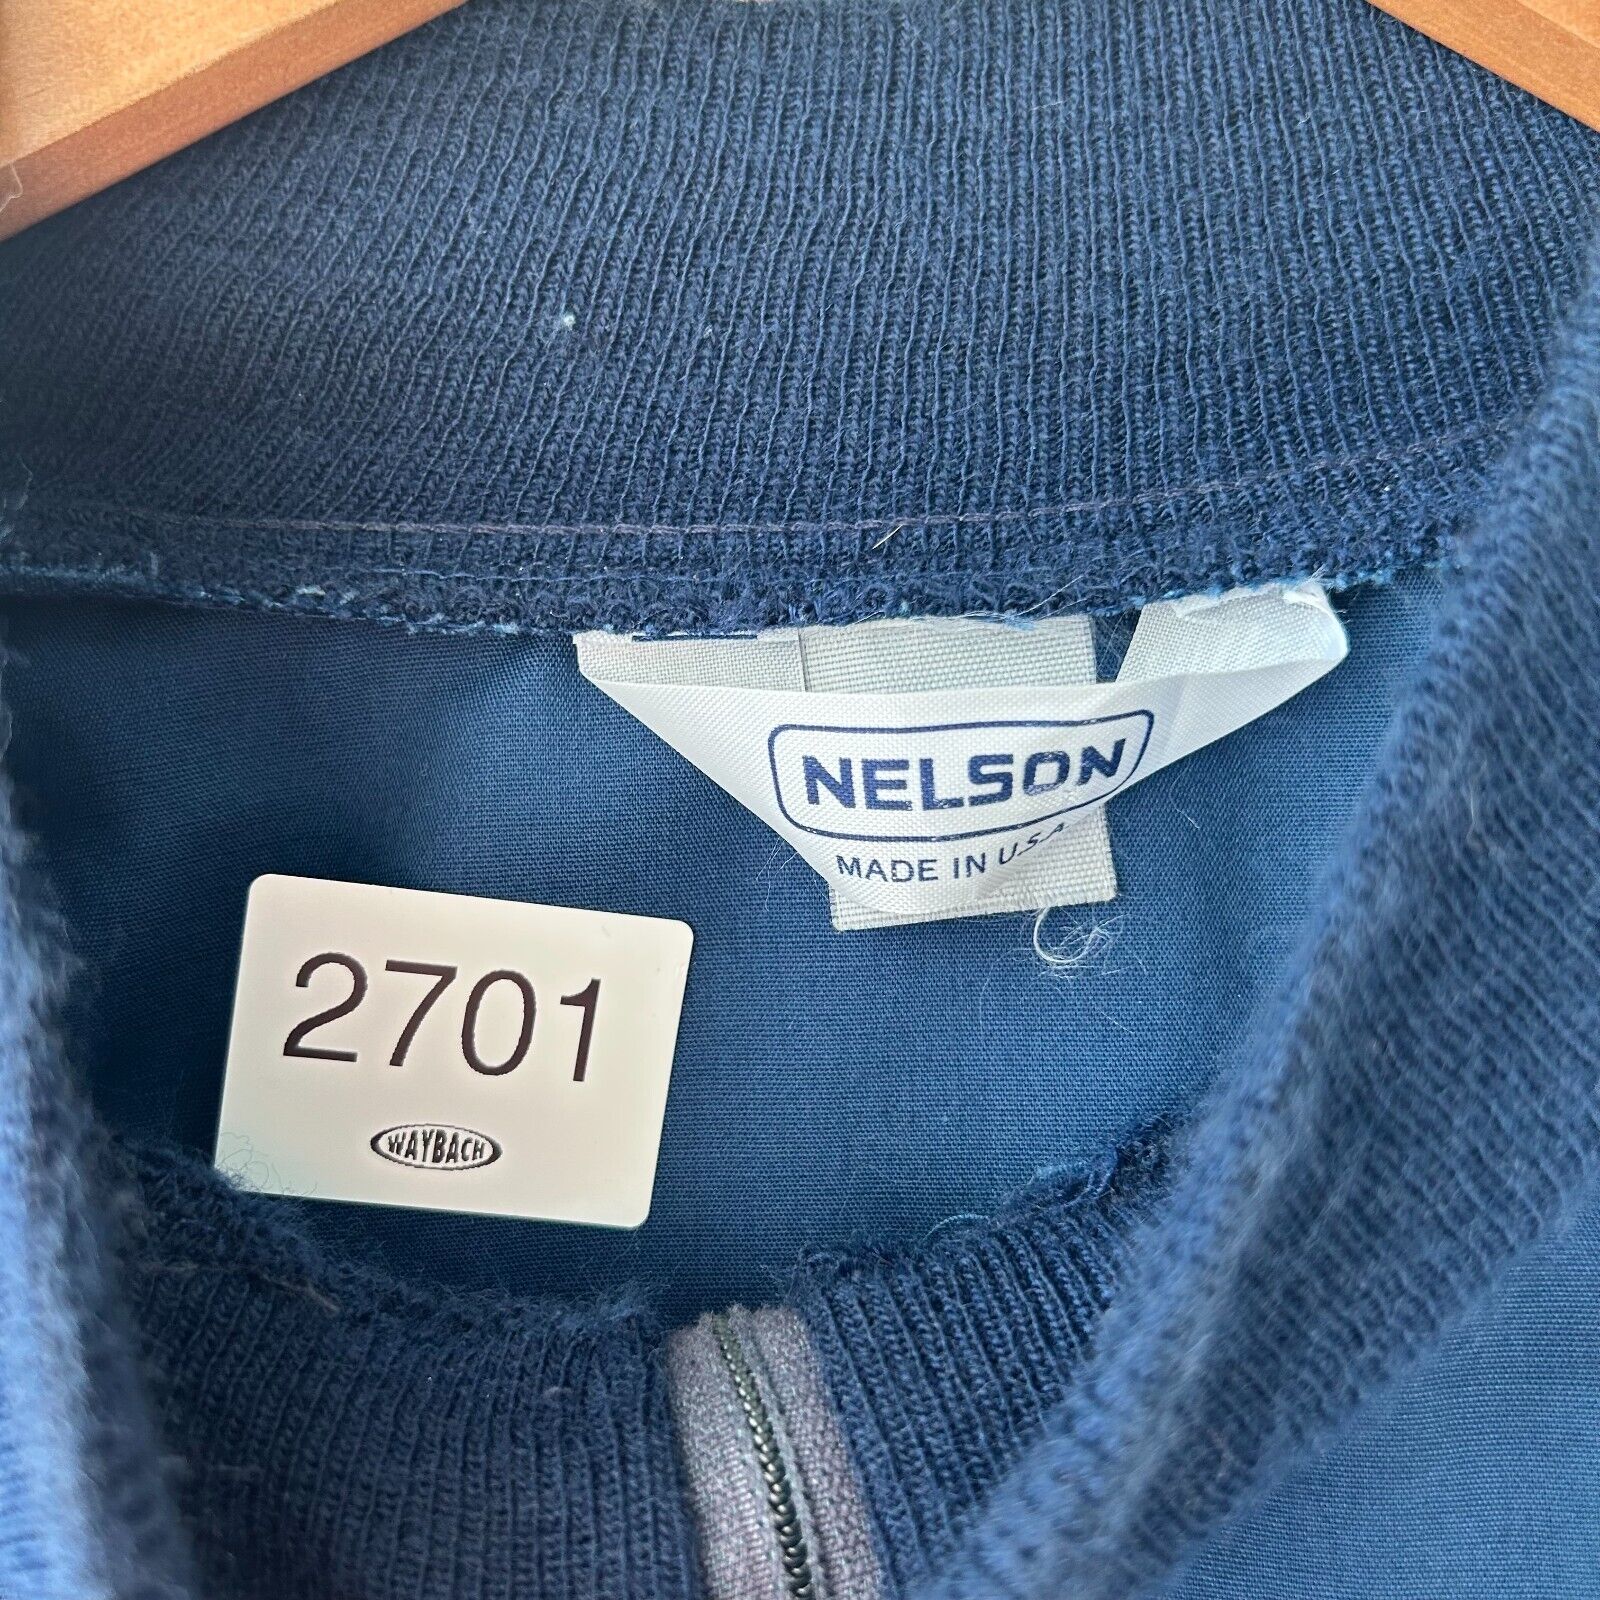 NELSON
MADE IN U.S.A.
2701
WAYBACH